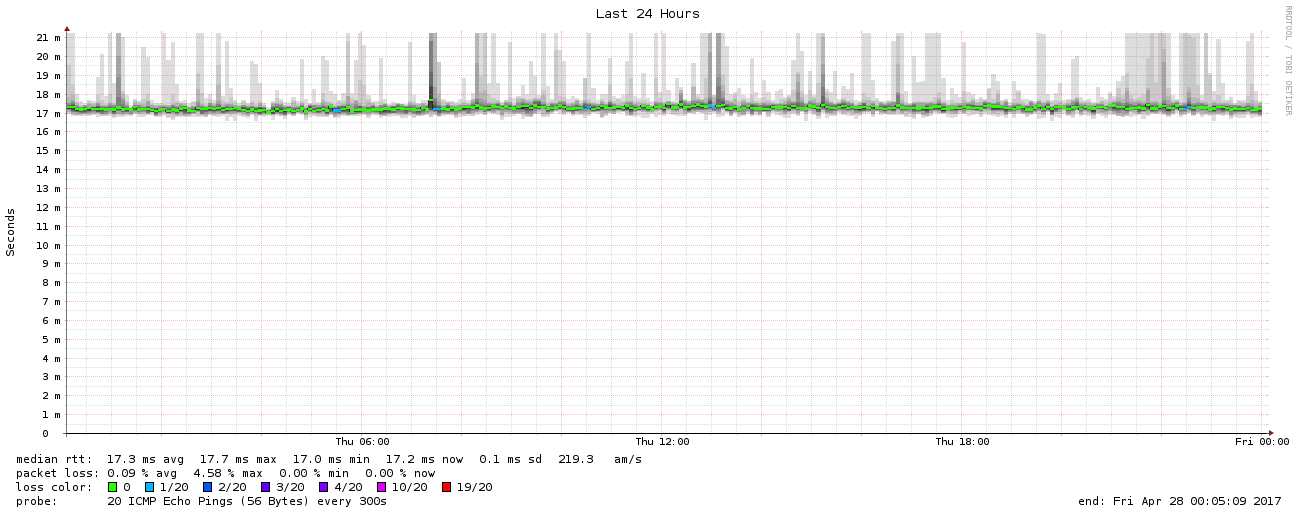 Last 24 Hours
RRDTOOL / TOBI OETIKER
Seconds
21 m
20 m
19 m
18 m
17 m
16 m
15 m
14 m
13 m
12 m
11 m
10 m
9 m
8 m
7 m
6 m
5 m
4 m
3 m
2 m
1 m
0
Thu 06:00 Thu 12:00 Thu 18:00 Fri 00:00
median rtt: 17.3 ms avg 17.7 ms max 17.0 ms min 17.2 ms now 0.1 ms sd 219.3 am/s
packet loss: 0.09 % avg 4.58 % max 0.00 % min 0.00 % now
loss color: 0 1/20 2/20 3/20 4/20 10/20 19/20
probe: 20 ICMP Echo Pings (56 Bytes) every 300s end: Fri Apr 28 00:05:09 2017